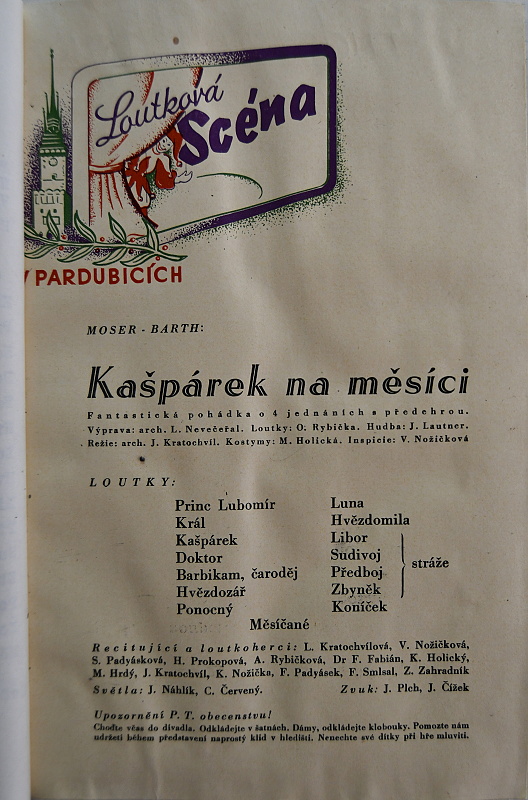 Loutková
Scéna
V PARDUBICÍCH
MOSER - BARTH:
Kašpárek na měsíci
Fantastická pohádka o 4 jednáních s předehrou.
Výprava: arch. L. Nevečeřal. Loutky: O. Rybička. Hudba: J. Lautner.
Režie: arch. J. Kratochvíl. Kostymy: M. Holická. Inspicie: V. Nožičková
LOUTKY:
Princ Lubomír Luna
Král Hvězdomila
Kašpárek Libor
Doktor Sudivoj
stráže
Barbikam, čaroděj Předboj
Hvězdozář Zbyněk
Ponocný Koníček
Měsíčané
Recitující a loutkoherci: L. Kratochvílová, V. Nožičková,
S. Padyásková, H. Prokopová, A. Rybičková, Dr F. Fabián, K. Holický,
M. Hrdý, J. Kratochvíl, K. Nožička, F. Padyásek, F. Smlsal, Z. Zahradník
Světla: J. Náhlík, C. Červený. Zvuk: J. Plch, J. Čížek
Upozornění P. T. obecenstvu!
Choďte včas do divadla. Odkládejte v šatnách. Dámy, odkládejte klobouky. Pomozte nám
udržeti během představení naprostý klid v hledišti. Nenechte své dítky při hře mluviti.